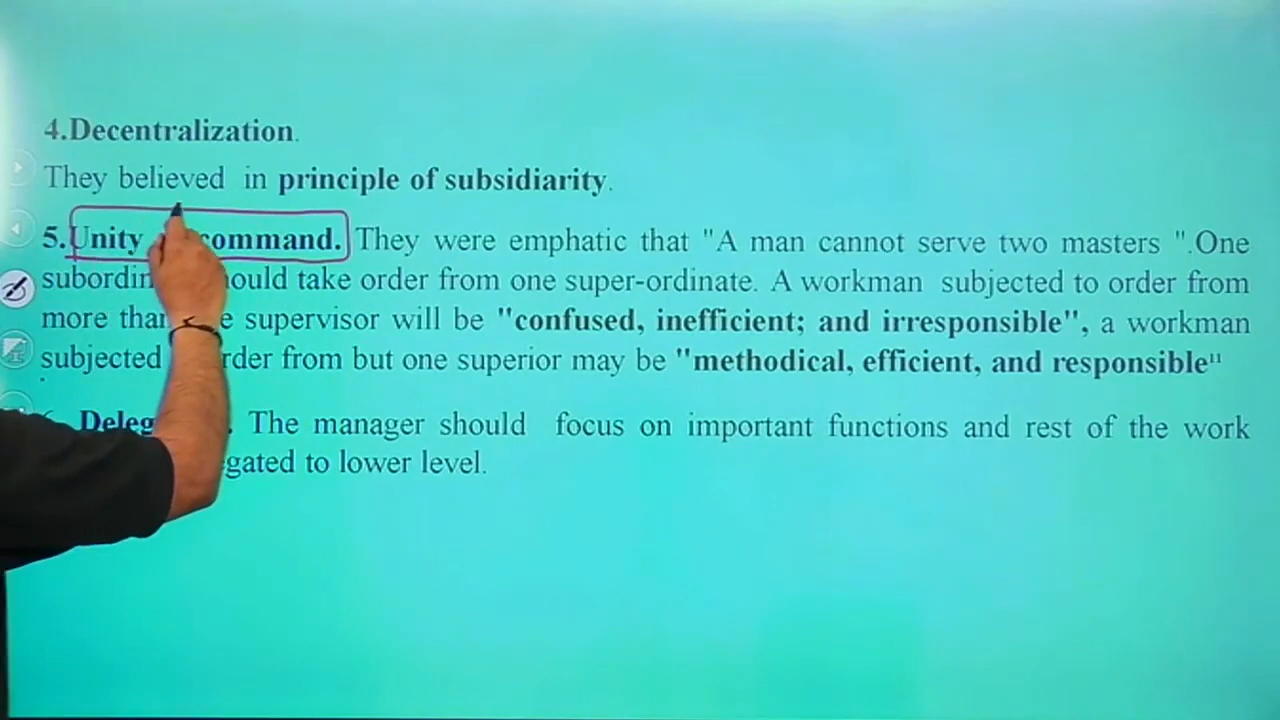 4.Decentralization.
They believed in principle of subsidiarity.
5.Unity command. They were emphatic that "A man cannot serve two masters ".One
subordin ould take order from one super-ordinate. A workman subjected to order from
more than e supervisor will be "confused, inefficient; and irresponsible", a workman
subjected rder from but one superior may be "methodical, efficient, and responsible"
6. Deleg . The manager should focus on important functions and rest of the work
gated to lower level.